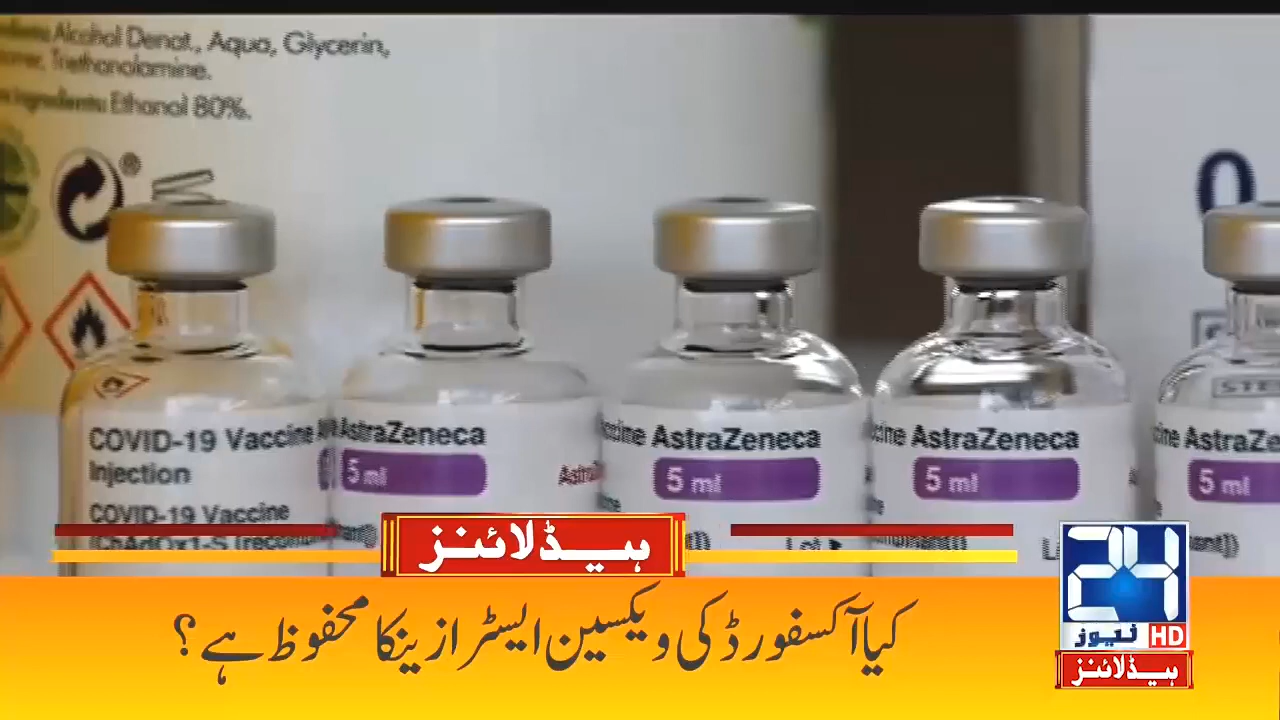 Alcohol Denat., Aqua, Glycerin,
Triethanolamine.
Ethanol 80%.
COVID-19 Vaccine
Injection
COVID-19 Vaccine
AstraZeneca
5 ml
AstraZeneca
5 ml
AstraZeneca
5 ml
5 ml
Lot
ہیڈلائنز
24
نیوز HD
ہیڈلائنز
کیا آکسفورڈ کی ویکسین ایسٹرازینکا محفوظ ہے؟